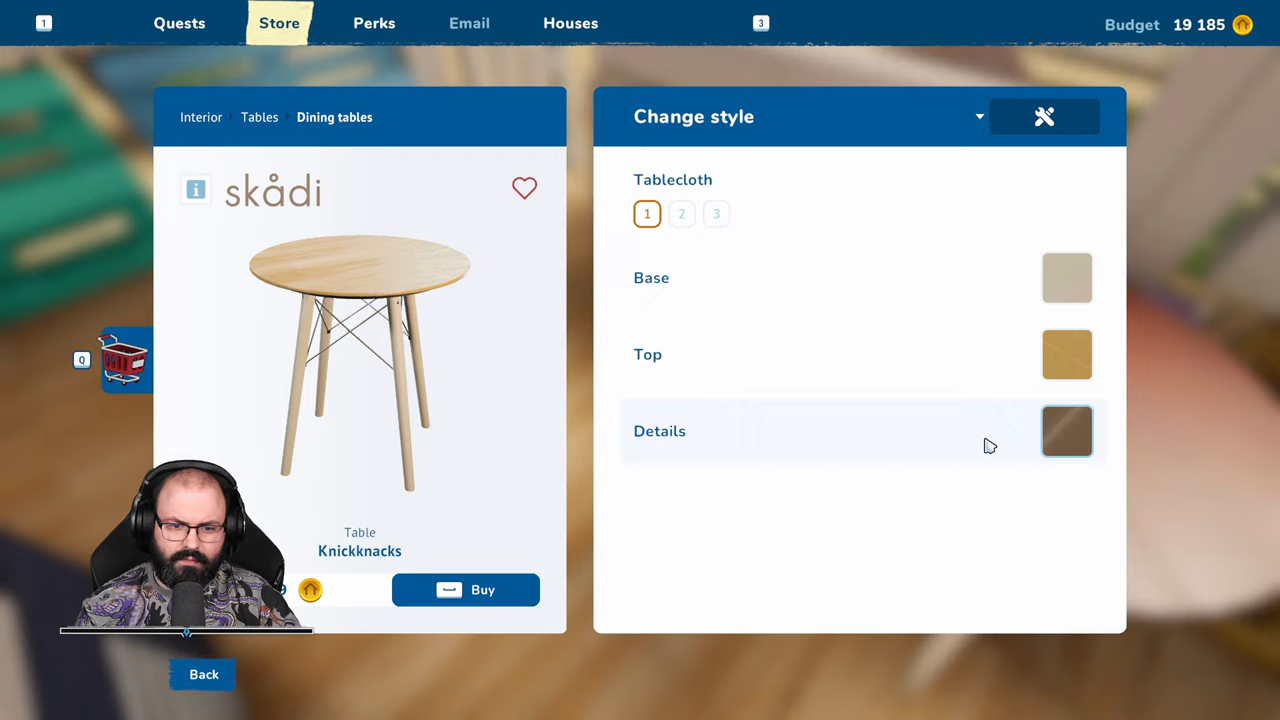 1 Quests Store Perks Email Houses 3 Budget 19 185
Interior Tables Dining tables
skådi
Change style
Tablecloth
1 2 3
Base
Top
Details
Q
Table
Knickknacks
Buy
Back